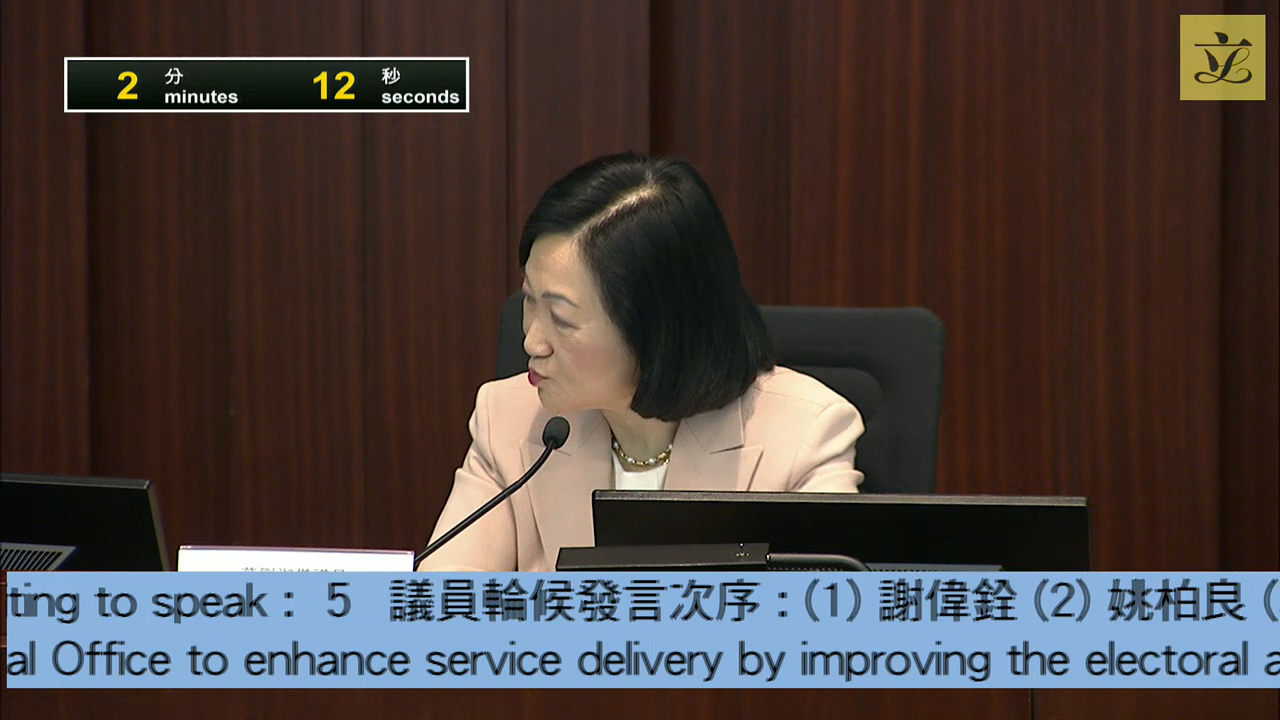 2 分 minutes 12 秒 seconds
ting to speak : 5 議員輪候發言次序 : (1) 謝偉銓 (2) 姚柏良 (
al Office to enhance service delivery by improving the electoral a